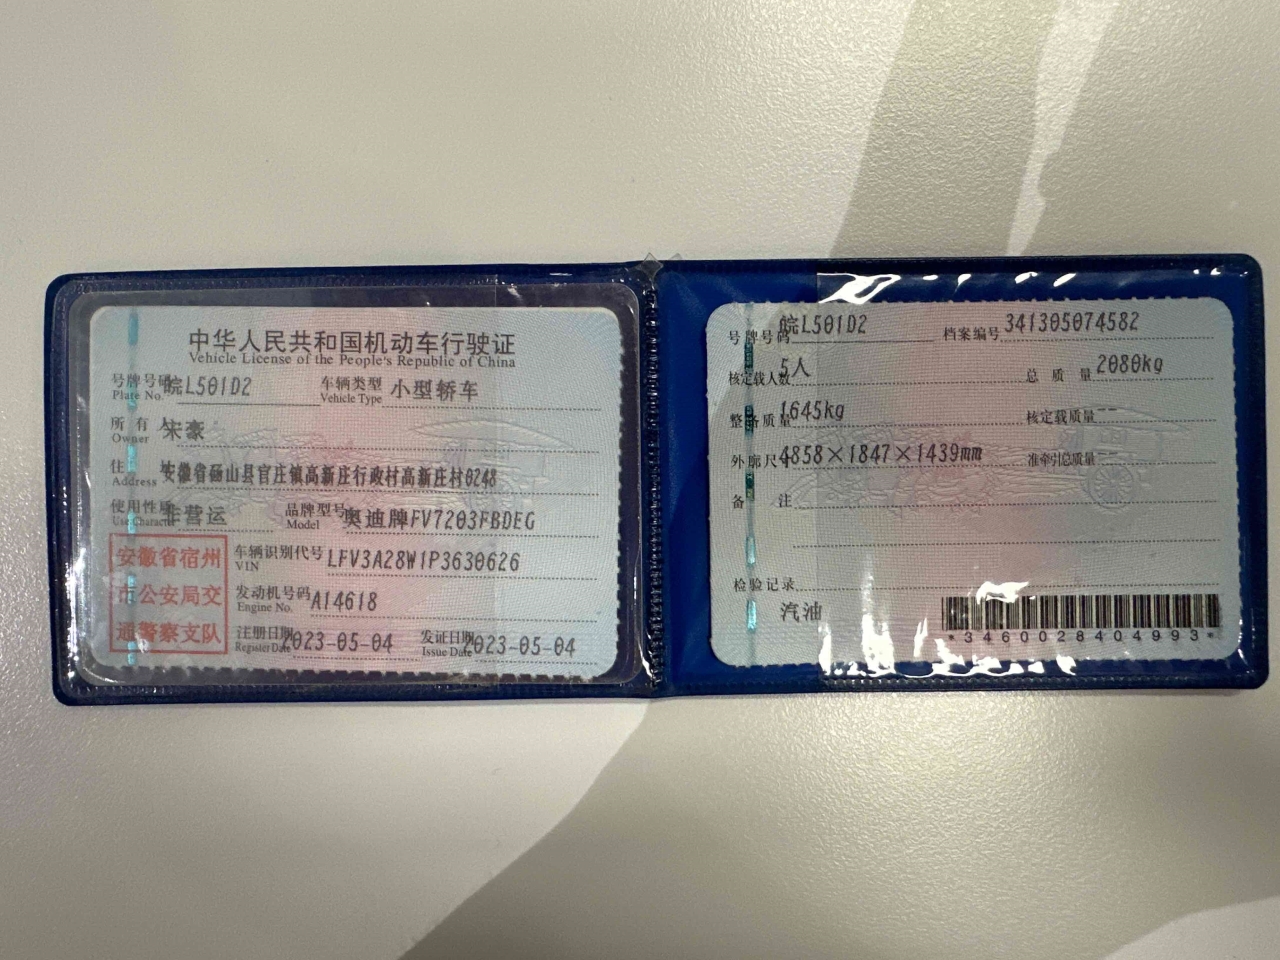 中华人民共和国机动车行驶证
Vehicle License of the People's Republic of China
号牌号码 皖L501D2 车辆类型 小型轿车
Plate No. Vehicle Type
所有人 宋豪
Owner
住址 安徽省砀山县官庄镇高新庄行政村高新庄村0248
Address
使用性质 非营运 品牌型号 奥迪牌FV7203FBDEG
Use Character Model
安徽省宿州
市公安局交
通警察支队
车辆识别代号 LFV3A28W1P3630626
VIN
发动机号码 A14618
Engine No.
注册日期 2023-05-04 发证日期 2023-05-04
Register Date Issue Date
号牌号码 皖L501D2 档案编号 341305074582
核定载人数 5人 总质量 2080kg
整备质量 1645kg 核定载质量 --
外廓尺寸 4858×1847×1439mm 准牵引总质量
备注
检验记录
汽油
*3460028404993*